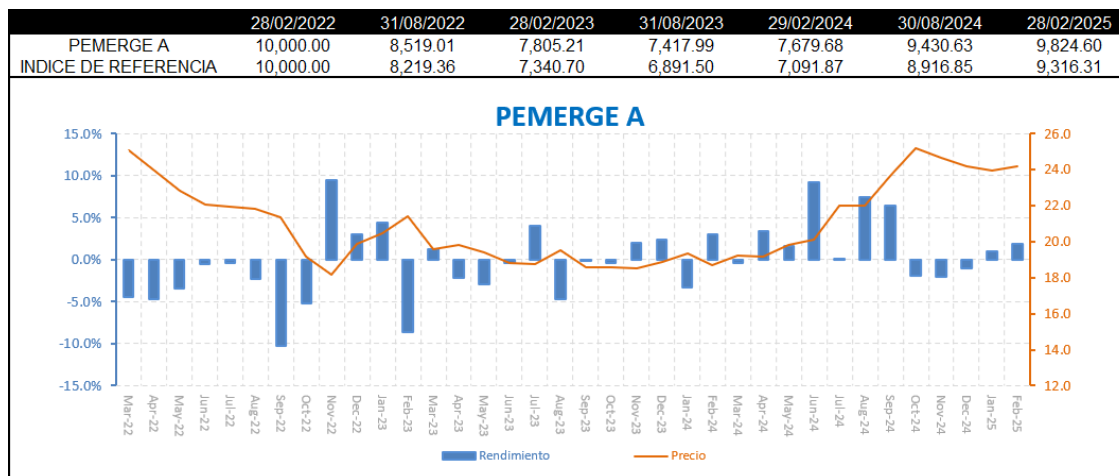 28/02/2022 31/08/2022 28/02/2023 31/08/2023 29/02/2024 30/08/2024 28/02/2025
PEMERGE A 10,000.00 8,519.01 7,805.21 7,417.99 7,679.68 9,430.63 9,824.60
INDICE DE REFERENCIA 10,000.00 8,219.36 7,340.70 6,891.50 7,091.87 8,916.85 9,316.31
PEMERGE A
15.0% 26.0
24.0
10.0%
22.0
5.0%
20.0
0.0%
18.0
-5.0%
16.0
-10.0%
14.0
-15.0% 12.0
Mar-22 Apr-22 May-22 Jun-22 Jul-22 Aug-22 Sep-22 Oct-22 Nov-22 Dec-22 Jan-23 Feb-23 Mar-23 Apr-23 May-23 Jun-23 Jul-23 Aug-23 Sep-23 Oct-23 Nov-23 Dec-23 Jan-24 Feb-24 Mar-24 Apr-24 May-24 Jun-24 Jul-24 Aug-24 Sep-24 Oct-24 Nov-24 Dec-24 Jan-25 Feb-25
Rendimiento Precio